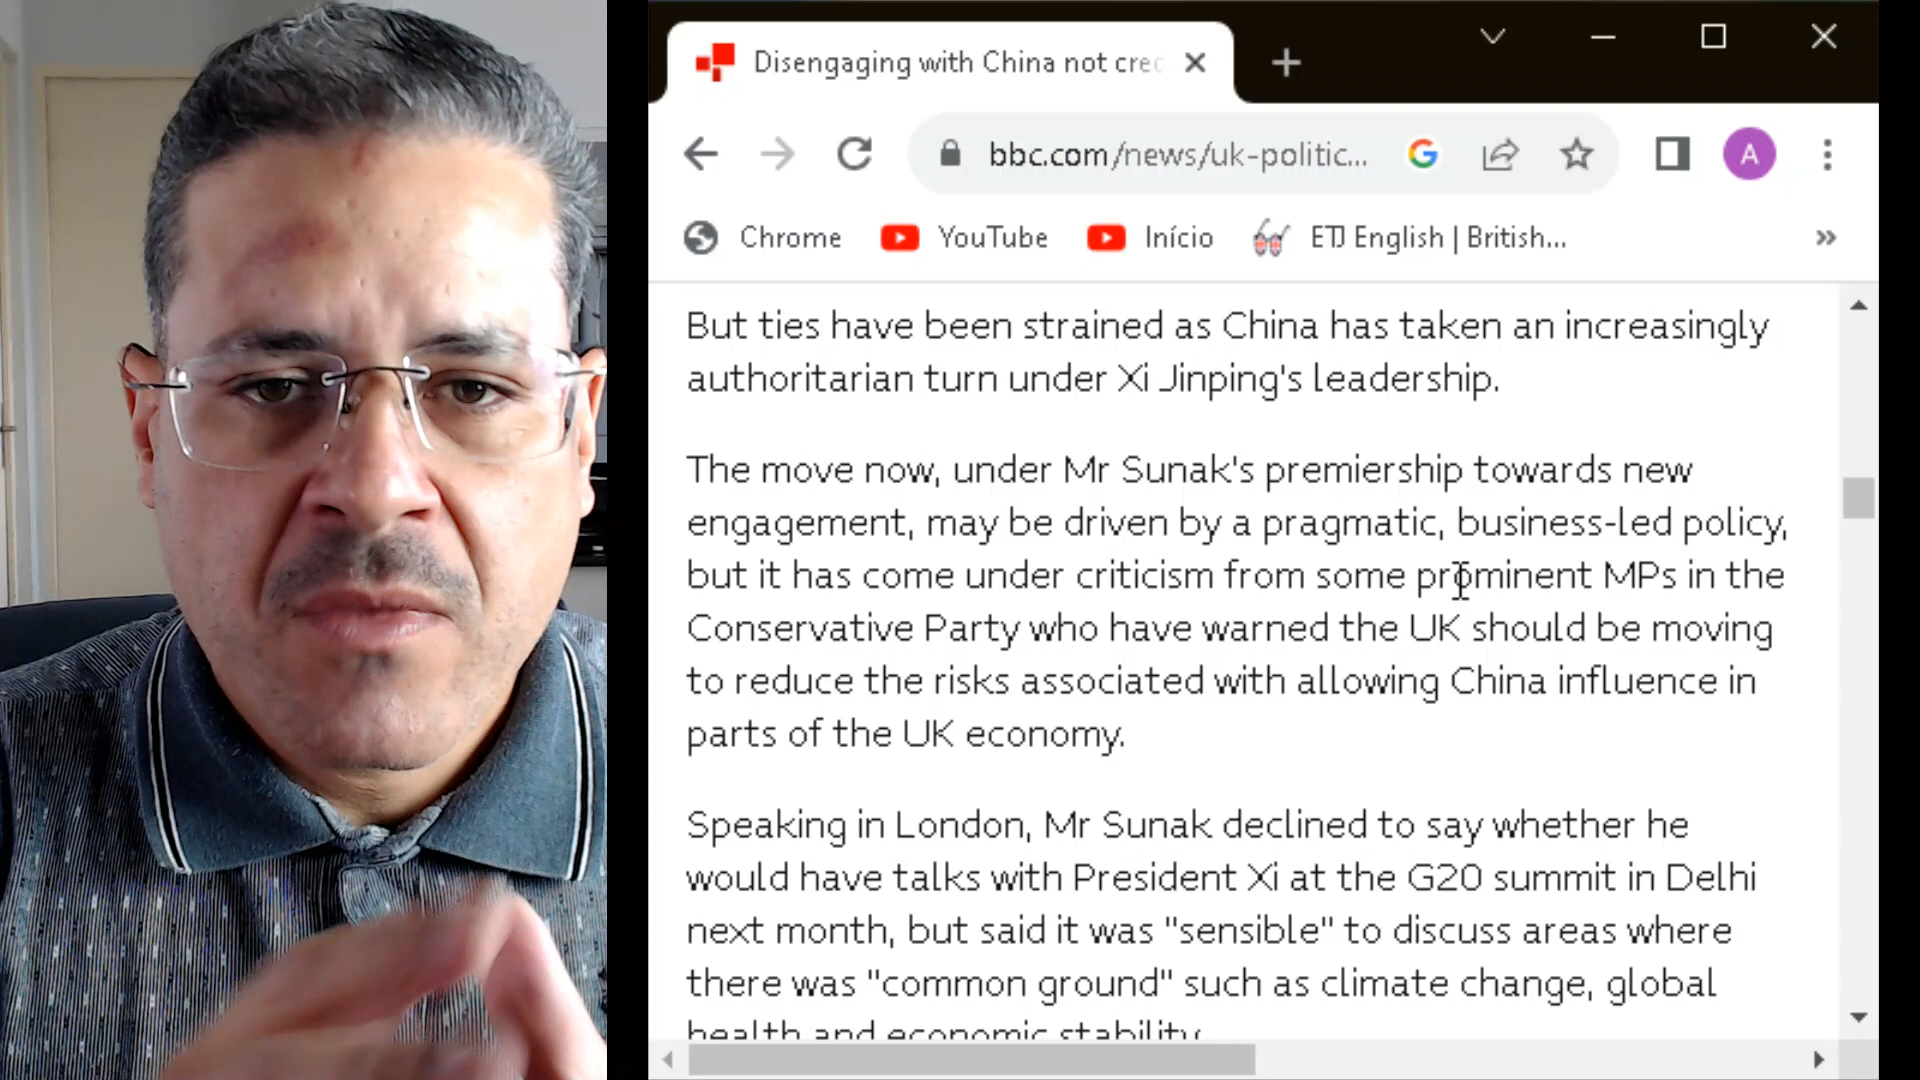 Disengaging with China not cre
bbc.com/news/uk-politic...
A
Chrome
YouTube
Início
ETJ English | British...
»
But ties have been strained as China has taken an increasingly
authoritarian turn under Xi Jinping's leadership.
The move now, under Mr Sunak's premiership towards new
engagement, may be driven by a pragmatic, business-led policy,
but it has come under criticism from some prominent MPs in the
Conservative Party who have warned the UK should be moving
to reduce the risks associated with allowing China influence in
parts of the UK economy.
Speaking in London, Mr Sunak declined to say whether he
would have talks with President Xi at the G20 summit in Delhi
next month, but said it was "sensible" to discuss areas where
there was "common ground" such as climate change, global
health and economic stability.